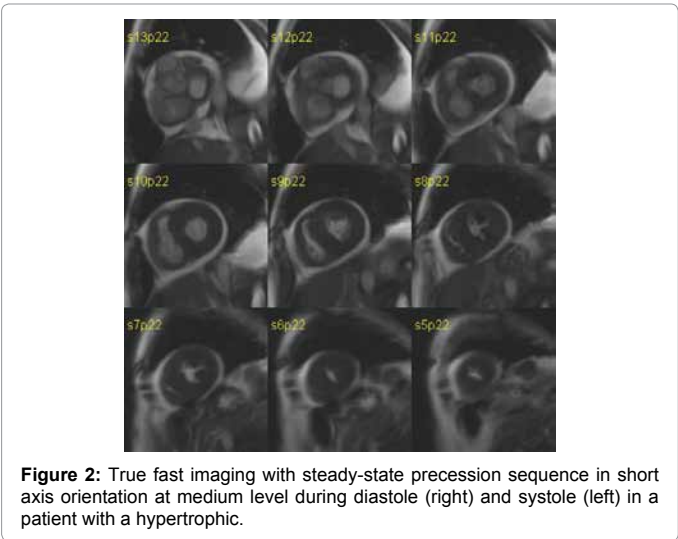 s13p22 s12p22 s11p22
s10p22 s9p22 s8p22
s7p22 s6p22 s5p22
Figure 2: True fast imaging with steady-state precession sequence in short
axis orientation at medium level during diastole (right) and systole (left) in a
patient with a hypertrophic.